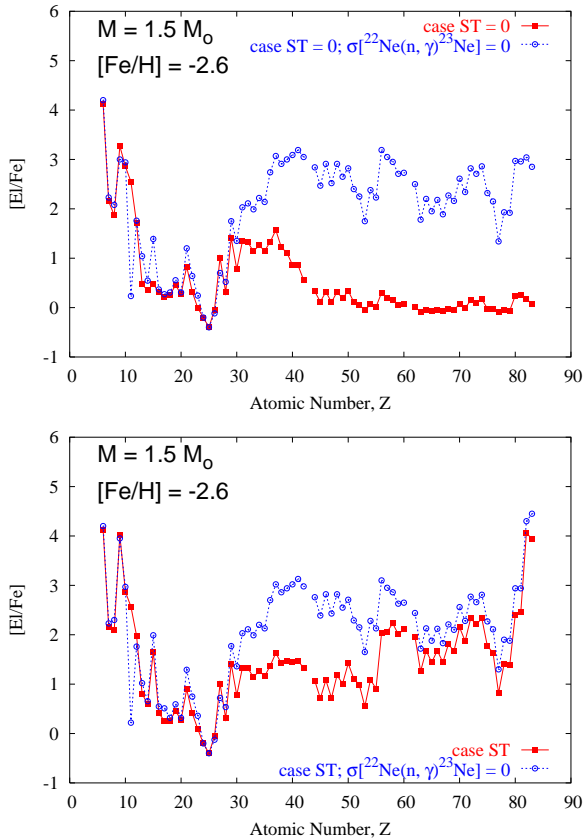 6
5
4
3
2
1
0
-1
[El/Fe]
M = 1.5 Mₒ
[Fe/H] = -2.6
case ST = 0
case ST = 0; σ[²²Ne(n, γ)²³Ne] = 0
0 10 20 30 40 50 60 70 80 90
Atomic Number, Z
6
5
4
3
2
1
0
-1
[El/Fe]
M = 1.5 Mₒ
[Fe/H] = -2.6
case ST
case ST; σ[²²Ne(n, γ)²³Ne] = 0
0 10 20 30 40 50 60 70 80 90
Atomic Number, Z